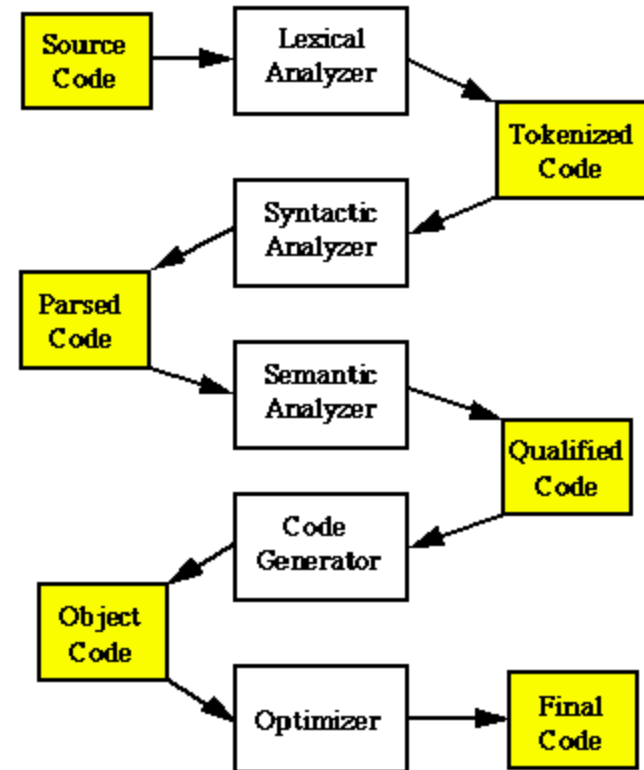 Source
Code
Lexical
Analyzer
Tokenized
Code
Syntactic
Analyzer
Parsed
Code
Semantic
Analyzer
Qualified
Code
Code
Generator
Object
Code
Optimizer
Final
Code